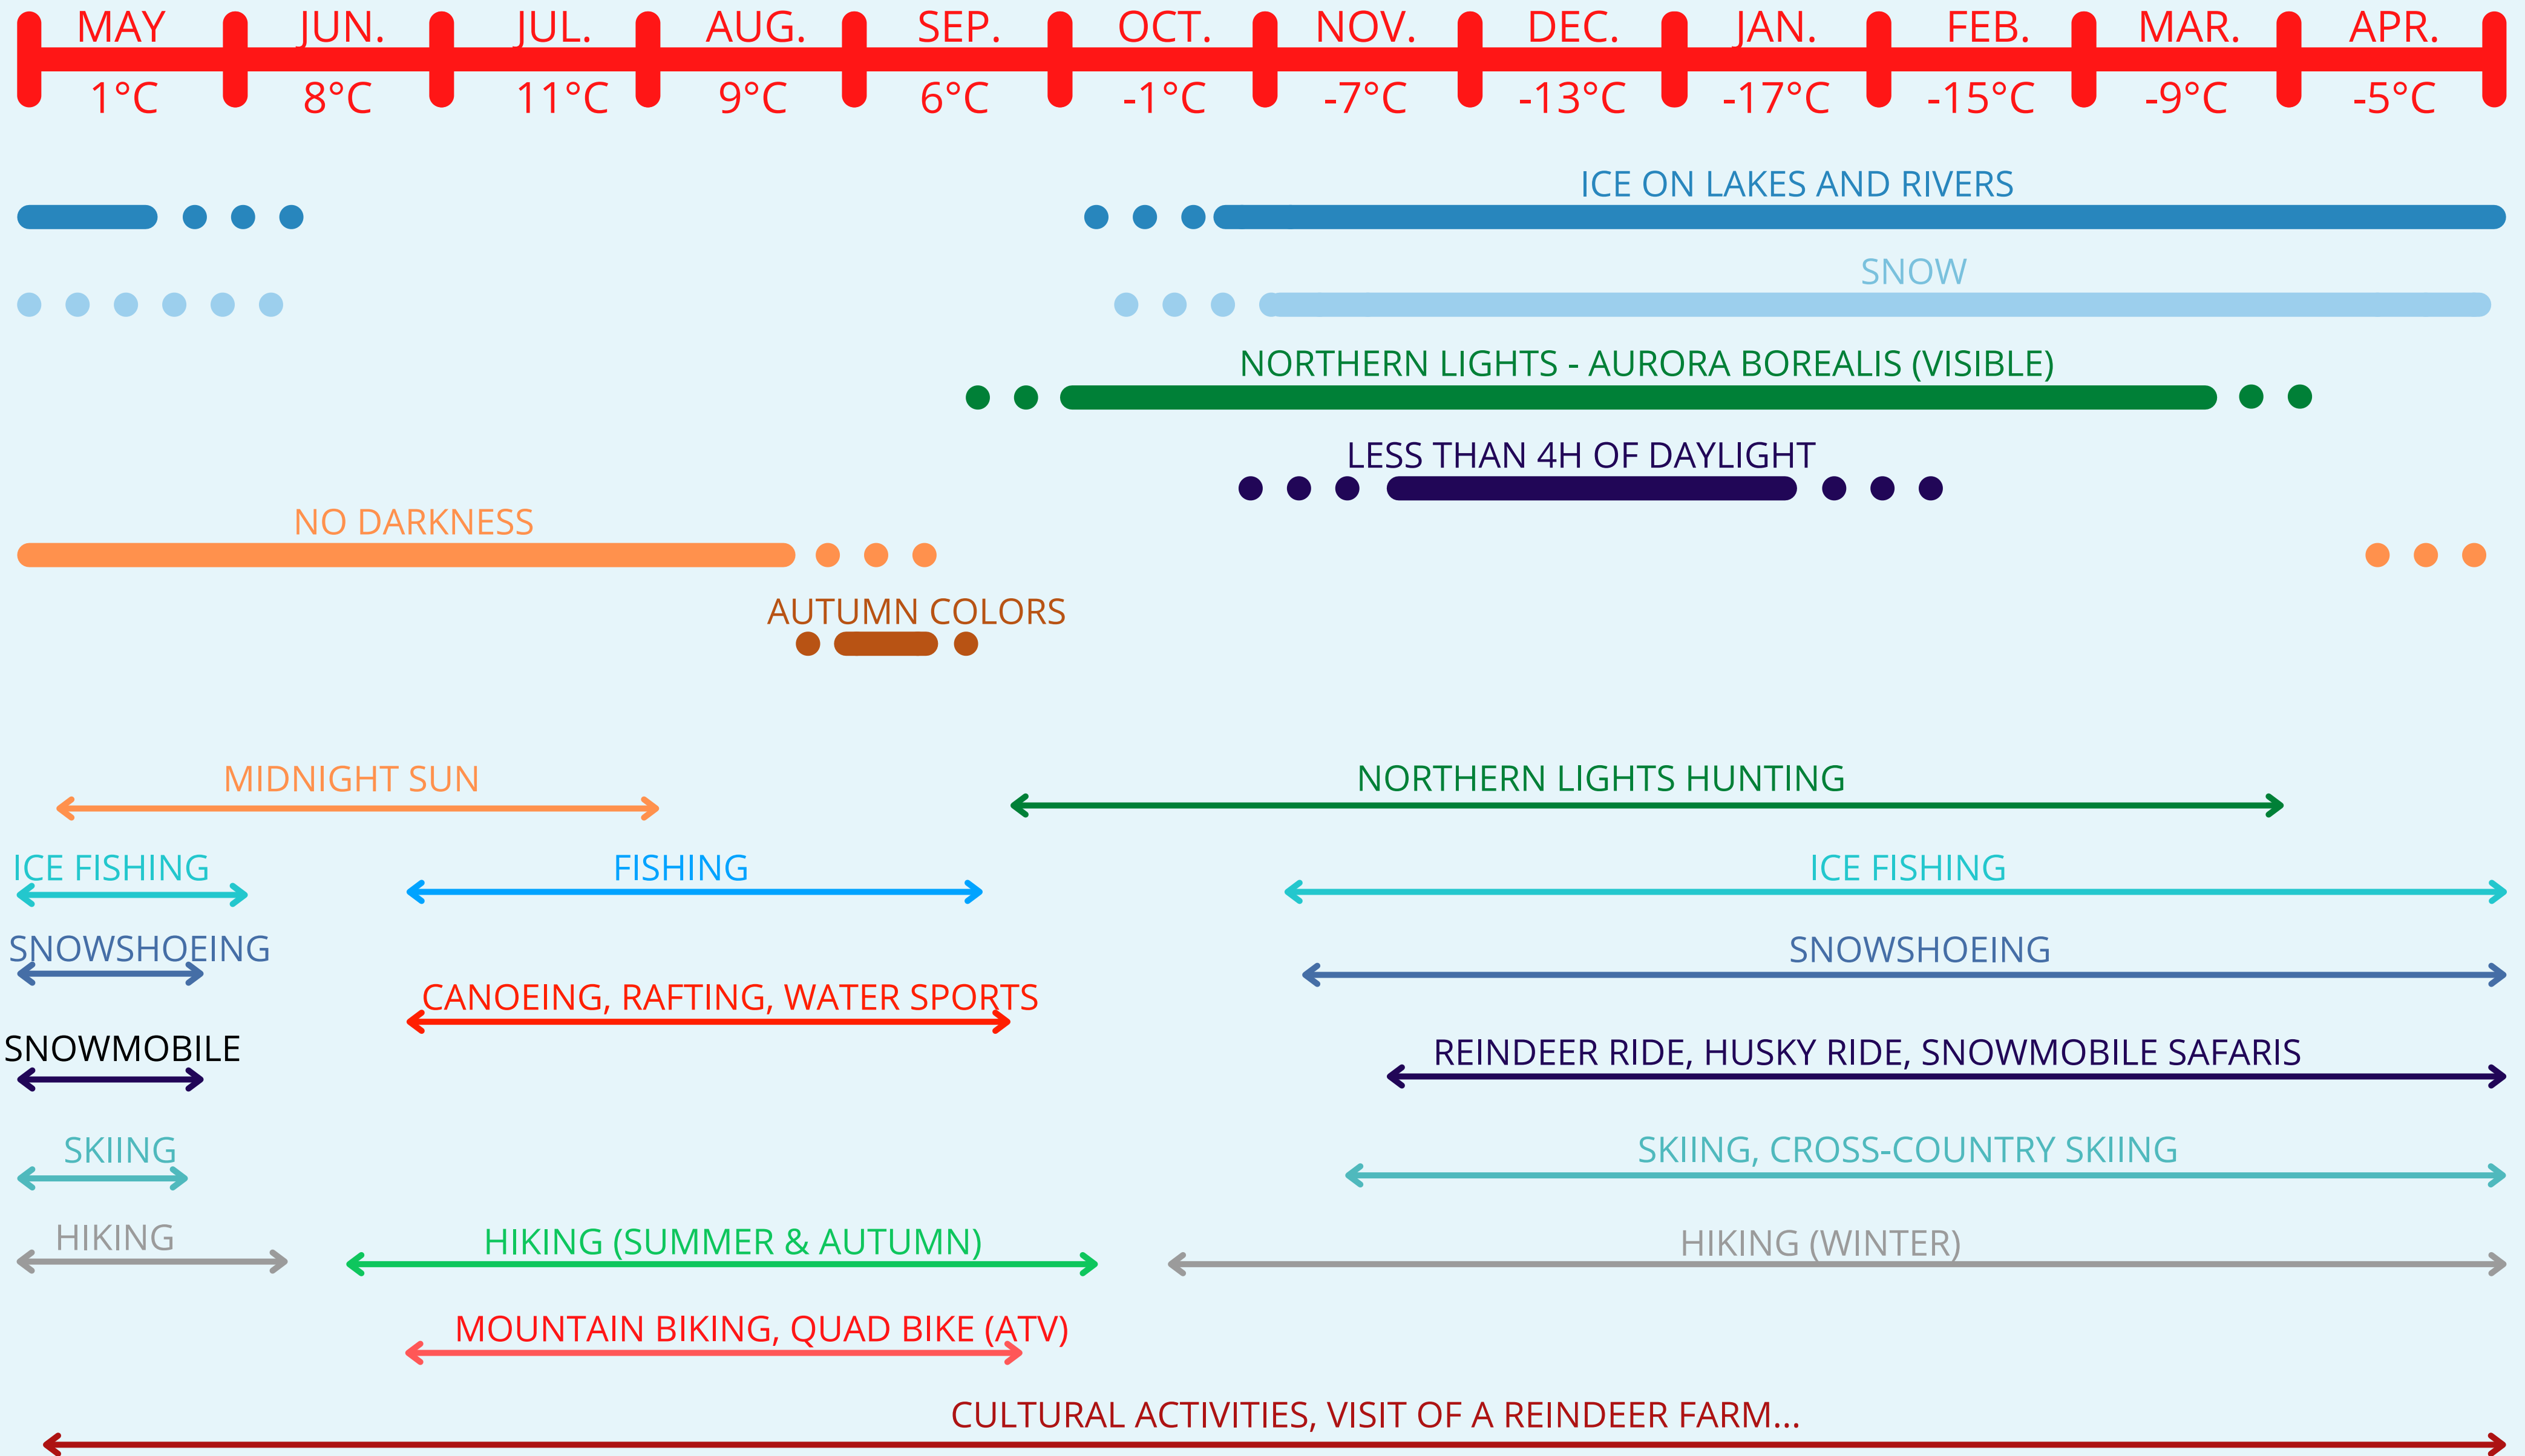 MAY JUN. JUL. AUG. SEP. OCT. NOV. DEC. JAN. FEB. MAR. APR.
1°C 8°C 11°C 9°C 6°C -1°C -7°C -13°C -17°C -15°C -9°C -5°C
ICE ON LAKES AND RIVERS
SNOW
NORTHERN LIGHTS - AURORA BOREALIS (VISIBLE)
LESS THAN 4H OF DAYLIGHT
NO DARKNESS
AUTUMN COLORS
MIDNIGHT SUN NORTHERN LIGHTS HUNTING
ICE FISHING FISHING ICE FISHING
SNOWSHOEING SNOWSHOEING
CANOEING, RAFTING, WATER SPORTS
SNOWMOBILE REINDEER RIDE, HUSKY RIDE, SNOWMOBILE SAFARIS
SKIING SKIING, CROSS-COUNTRY SKIING
HIKING HIKING (SUMMER & AUTUMN) HIKING (WINTER)
MOUNTAIN BIKING, QUAD BIKE (ATV)
CULTURAL ACTIVITIES, VISIT OF A REINDEER FARM...